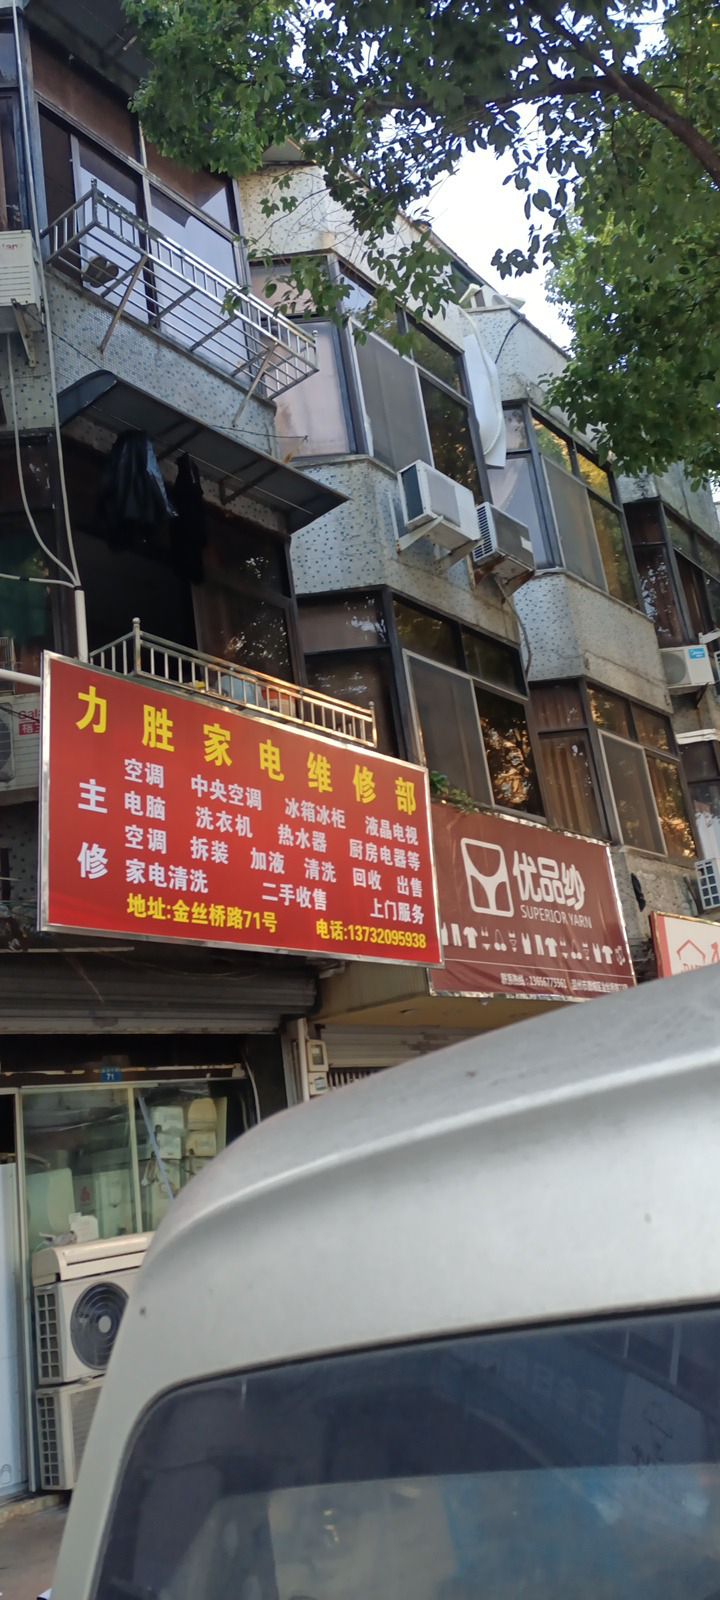 力胜家电维修部
主修
空调 中央空调 冰箱冰柜 液晶电视
电脑 洗衣机 热水器 厨房电器等
空调 拆装 加液 清洗 回收 出售
家电清洗 二手收售 上门服务
地址:金丝桥路71号 电话:13732095938
优品纱
SUPERIOR YARN
71